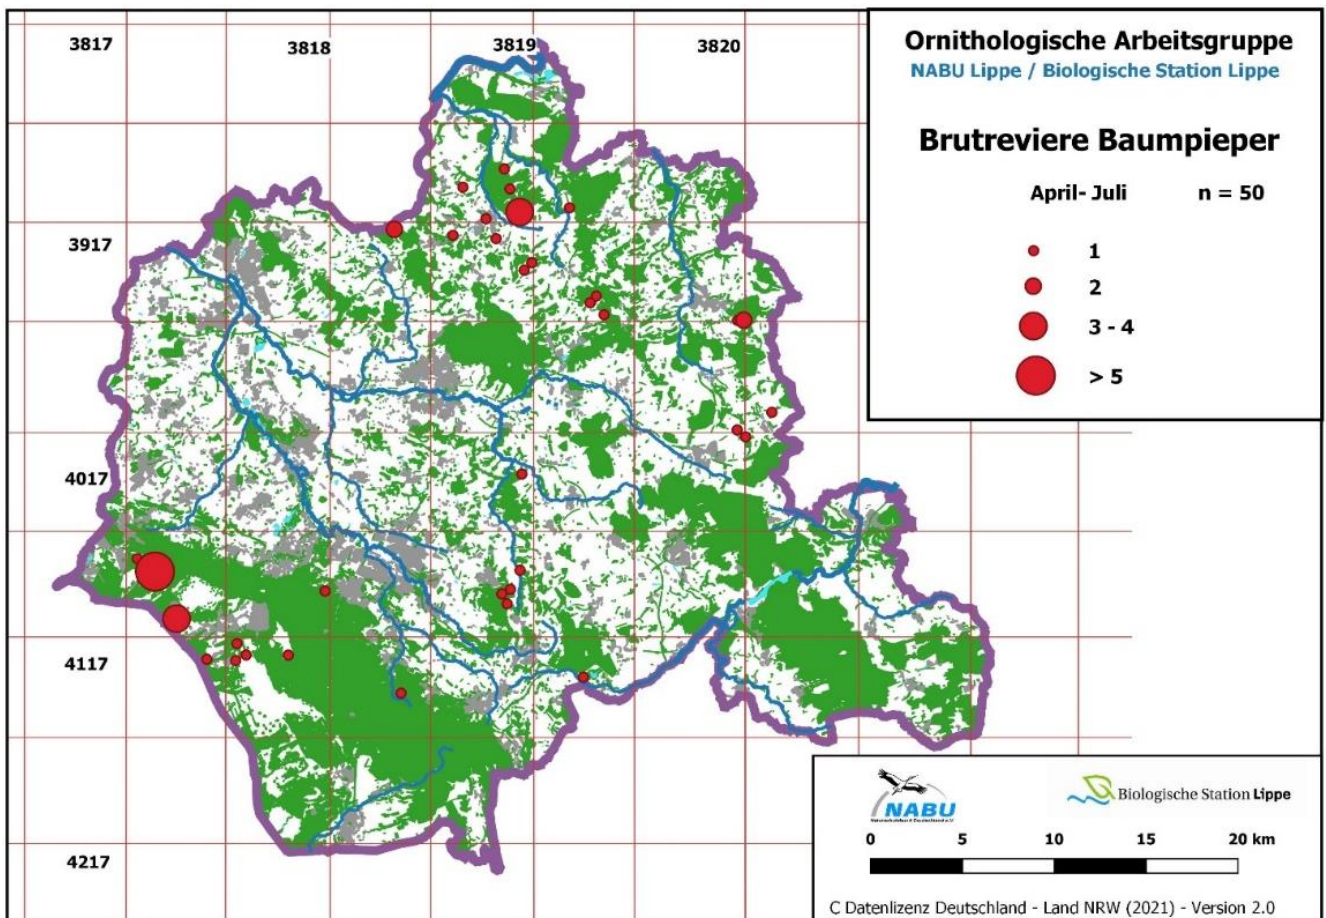 3817
3818
3819
3820
3917
4017
4117
4217
Ornithologische Arbeitsgruppe
NABU Lippe / Biologische Station Lippe
Brutreviere Baumpieper
April- Juli n = 50
1
2
3 - 4
> 5
NABU
Biologische Station Lippe
0 5 10 15 20 km
C Datenlizenz Deutschland - Land NRW (2021) - Version 2.0